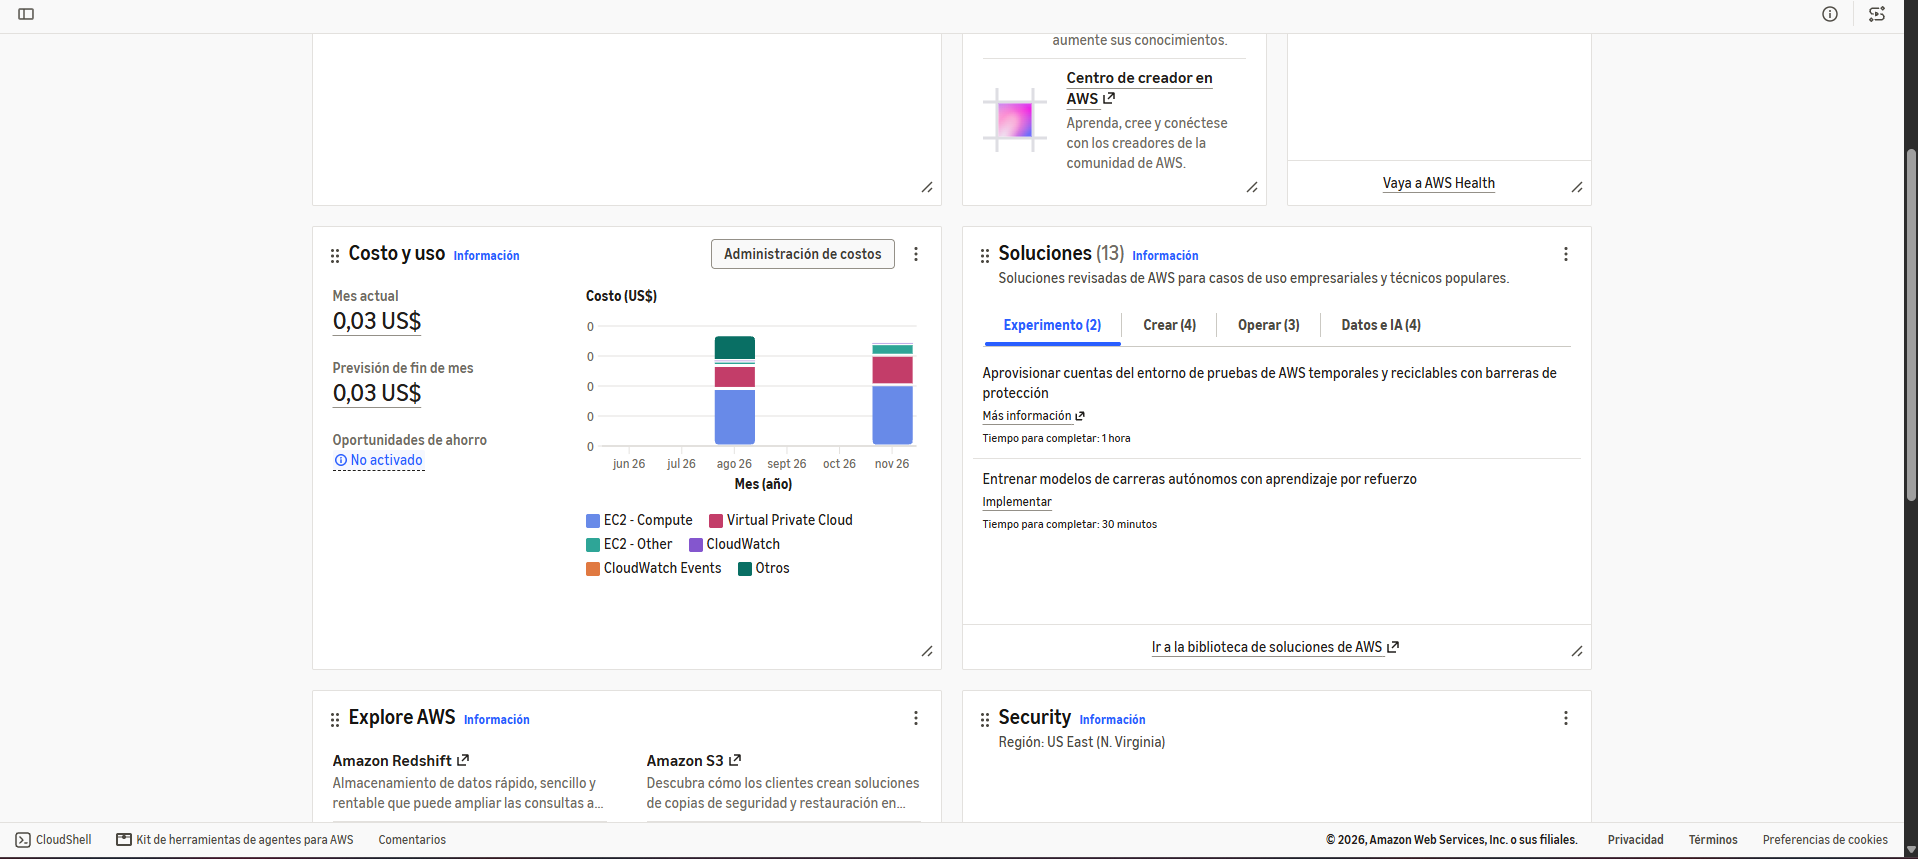 aumente sus conocimientos.
Centro de creador en
AWS
Aprenda, cree y conéctese
con los creadores de la
comunidad de AWS.
Vaya a AWS Health
Costo y uso Información
Administración de costos
Mes actual
0,03 US$
Previsión de fin de mes
0,03 US$
Oportunidades de ahorro
No activado
Costo (US$)
0
0
0
0
0
jun 26 jul 26 ago 26 sept 26 oct 26 nov 26
Mes (año)
EC2 - Compute Virtual Private Cloud
EC2 - Other CloudWatch
CloudWatch Events Otros
Soluciones (13) Información
Soluciones revisadas de AWS para casos de uso empresariales y técnicos populares.
Experimento (2) Crear (4) Operar (3) Datos e IA (4)
Aprovisionar cuentas del entorno de pruebas de AWS temporales y reciclables con barreras de
protección
Más información
Tiempo para completar: 1 hora
Entrenar modelos de carreras autónomos con aprendizaje por refuerzo
Implementar
Tiempo para completar: 30 minutos
Ir a la biblioteca de soluciones de AWS
Explore AWS Información
Amazon Redshift
Almacenamiento de datos rápido, sencillo y
rentable que puede ampliar las consultas a...
Amazon S3
Descubra cómo los clientes crean soluciones
de copias de seguridad y restauración en...
Security Información
Región: US East (N. Virginia)
CloudShell Kit de herramientas de agentes para AWS Comentarios
© 2026, Amazon Web Services, Inc. o sus filiales. Privacidad Términos Preferencias de cookies